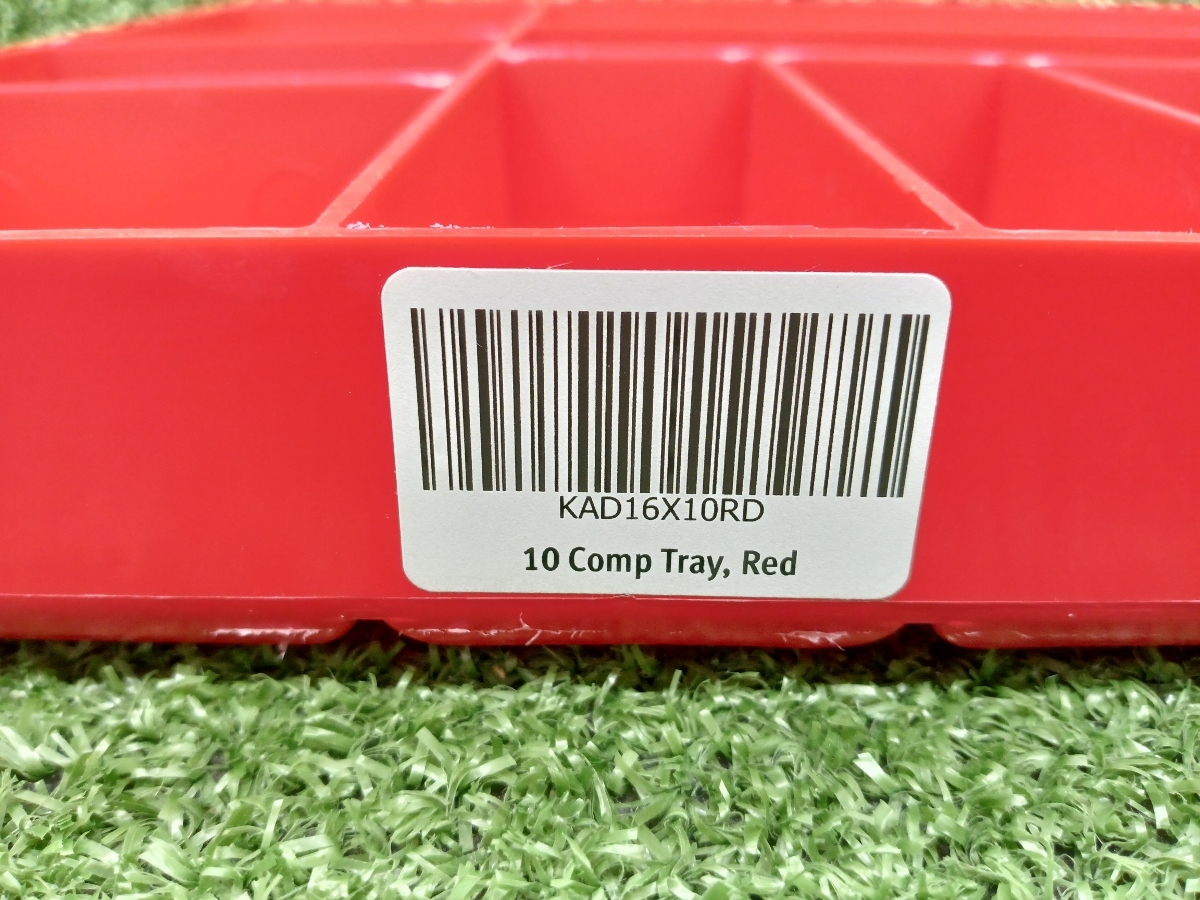 KAD16X10RD
10 Comp Tray, Red